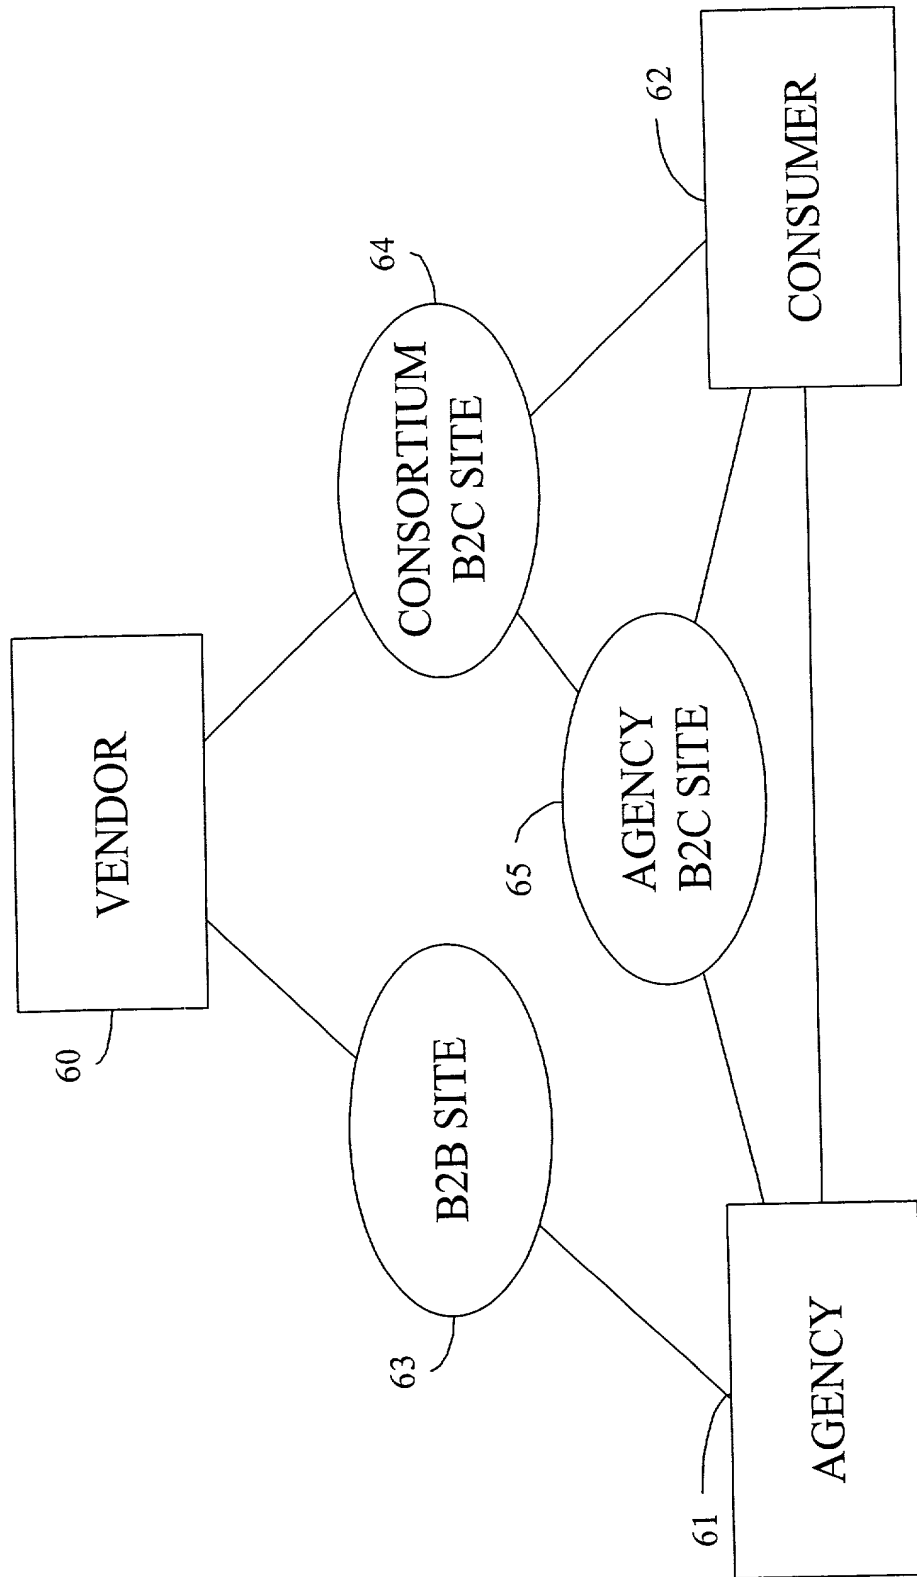 60
VENDOR
63
B2B SITE
64
CONSORTIUM
B2C SITE
65
AGENCY
B2C SITE
61
AGENCY
62
CONSUMER